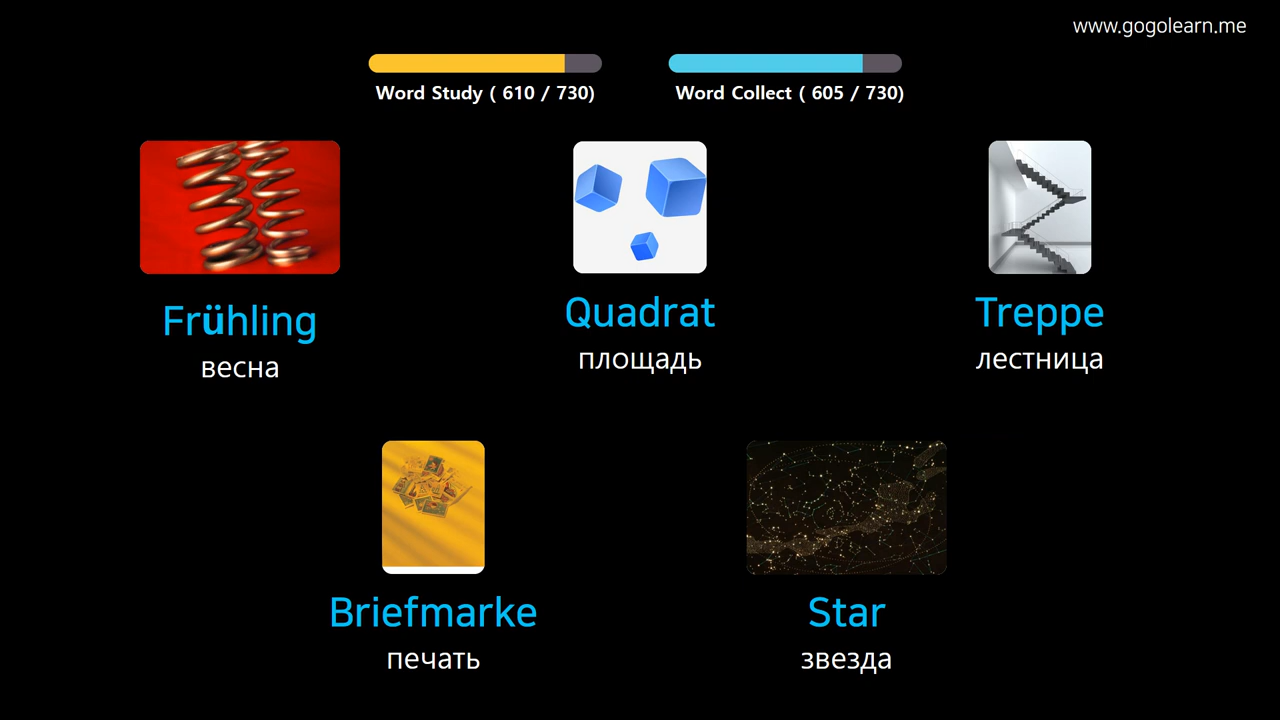 www.gogolearn.me
Word Study ( 610 / 730)
Word Collect ( 605 / 730)
Frühling
весна
Quadrat
площадь
Treppe
лестница
Briefmarke
печать
Star
звезда